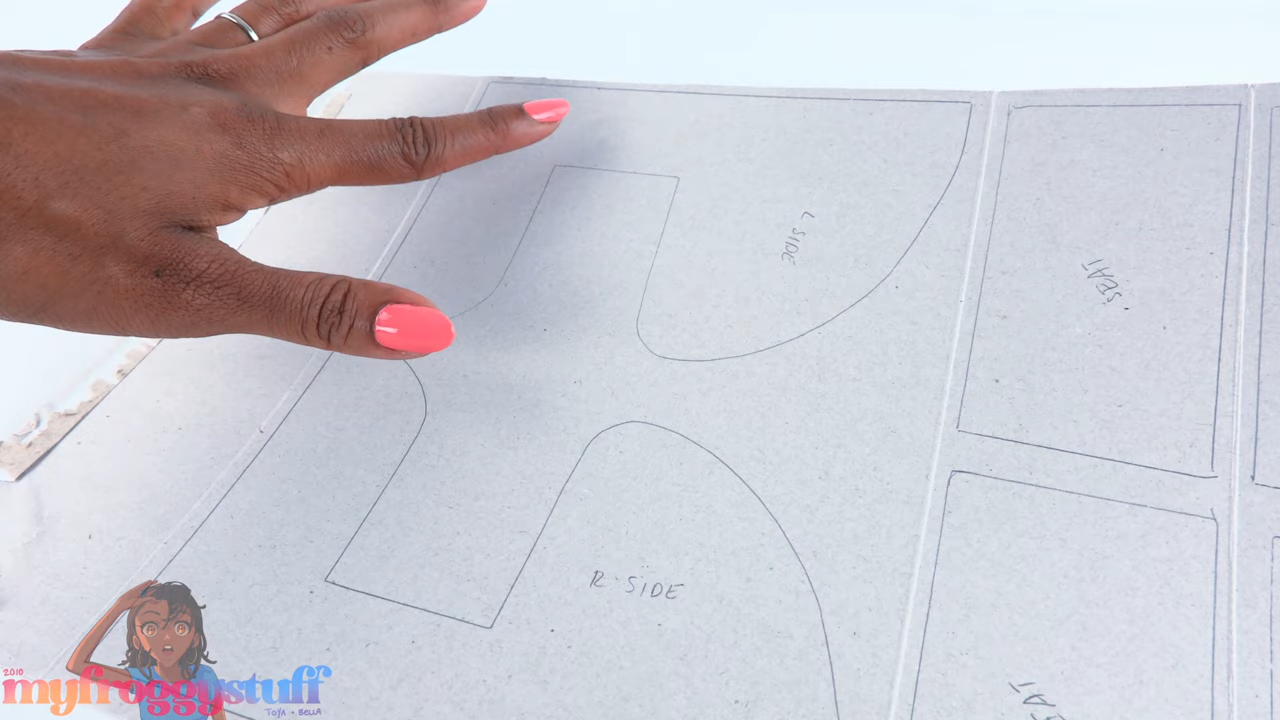 L SIDE
SEAT
R SIDE
2010
myfroggystuff
TOYA + BELLA